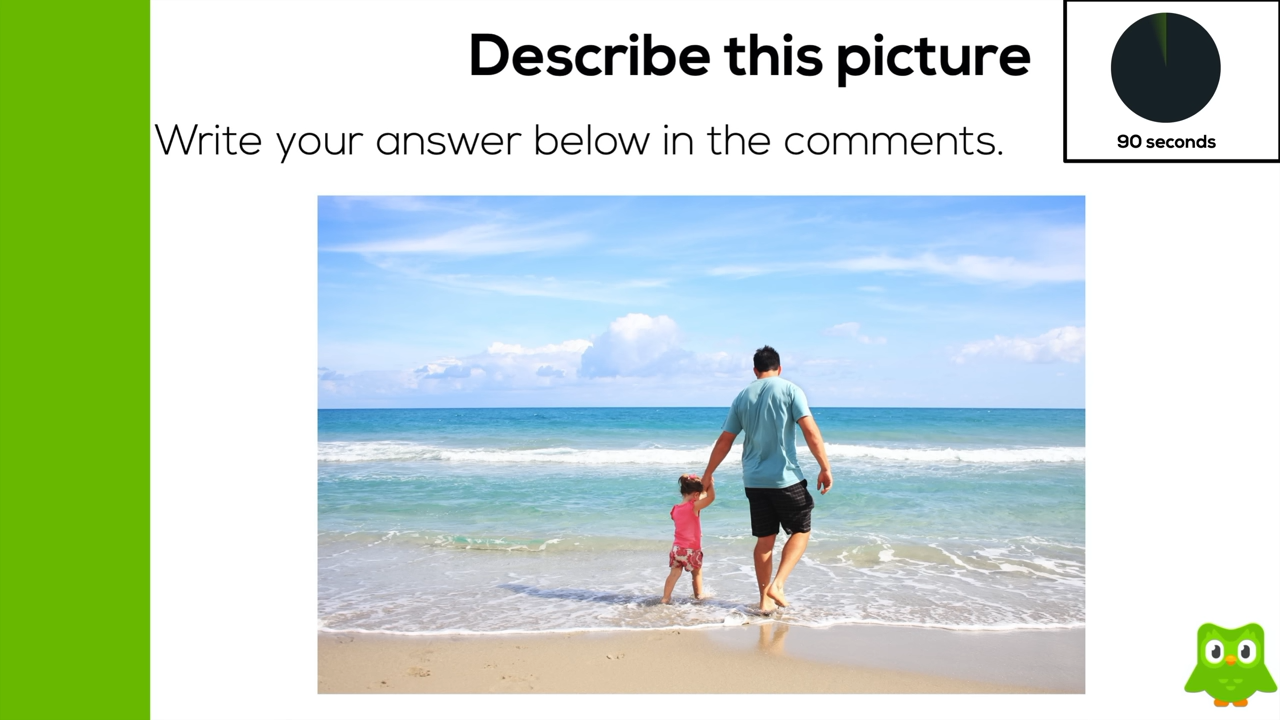 Describe this picture
Write your answer below in the comments.
90 seconds